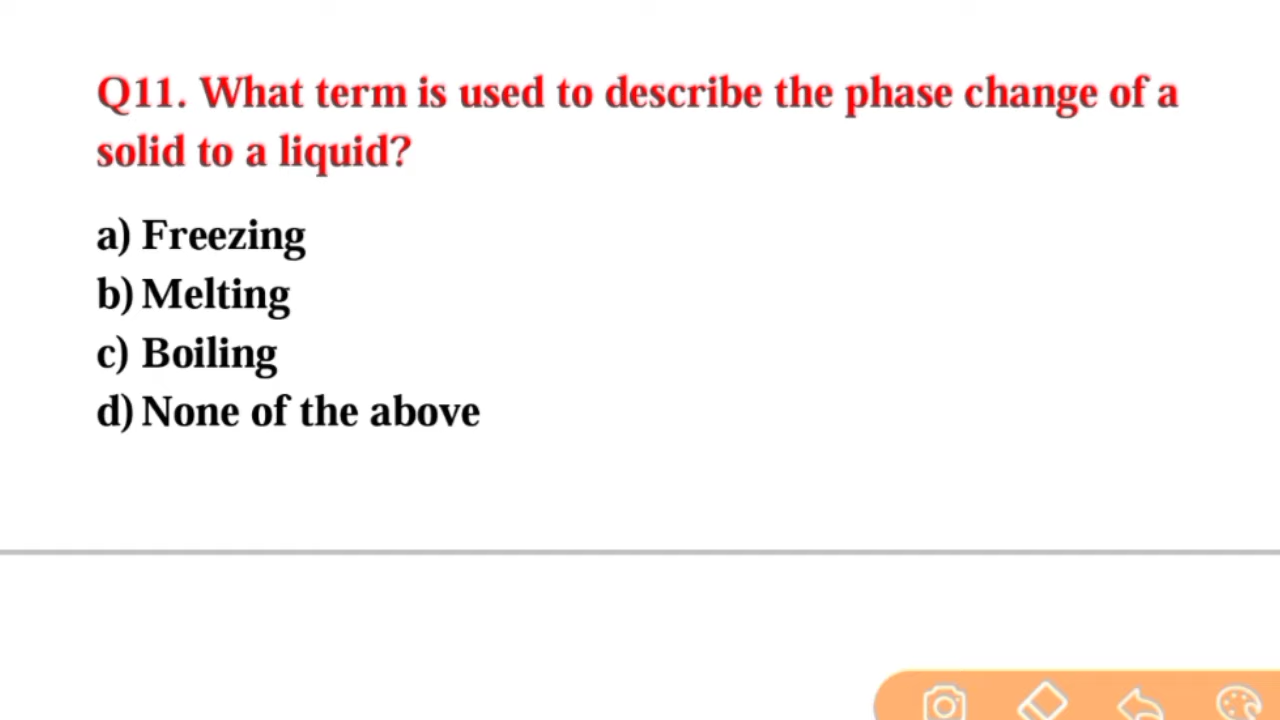 Q11. What term is used to describe the phase change of a
solid to a liquid?
a) Freezing
b) Melting
c) Boiling
d) None of the above